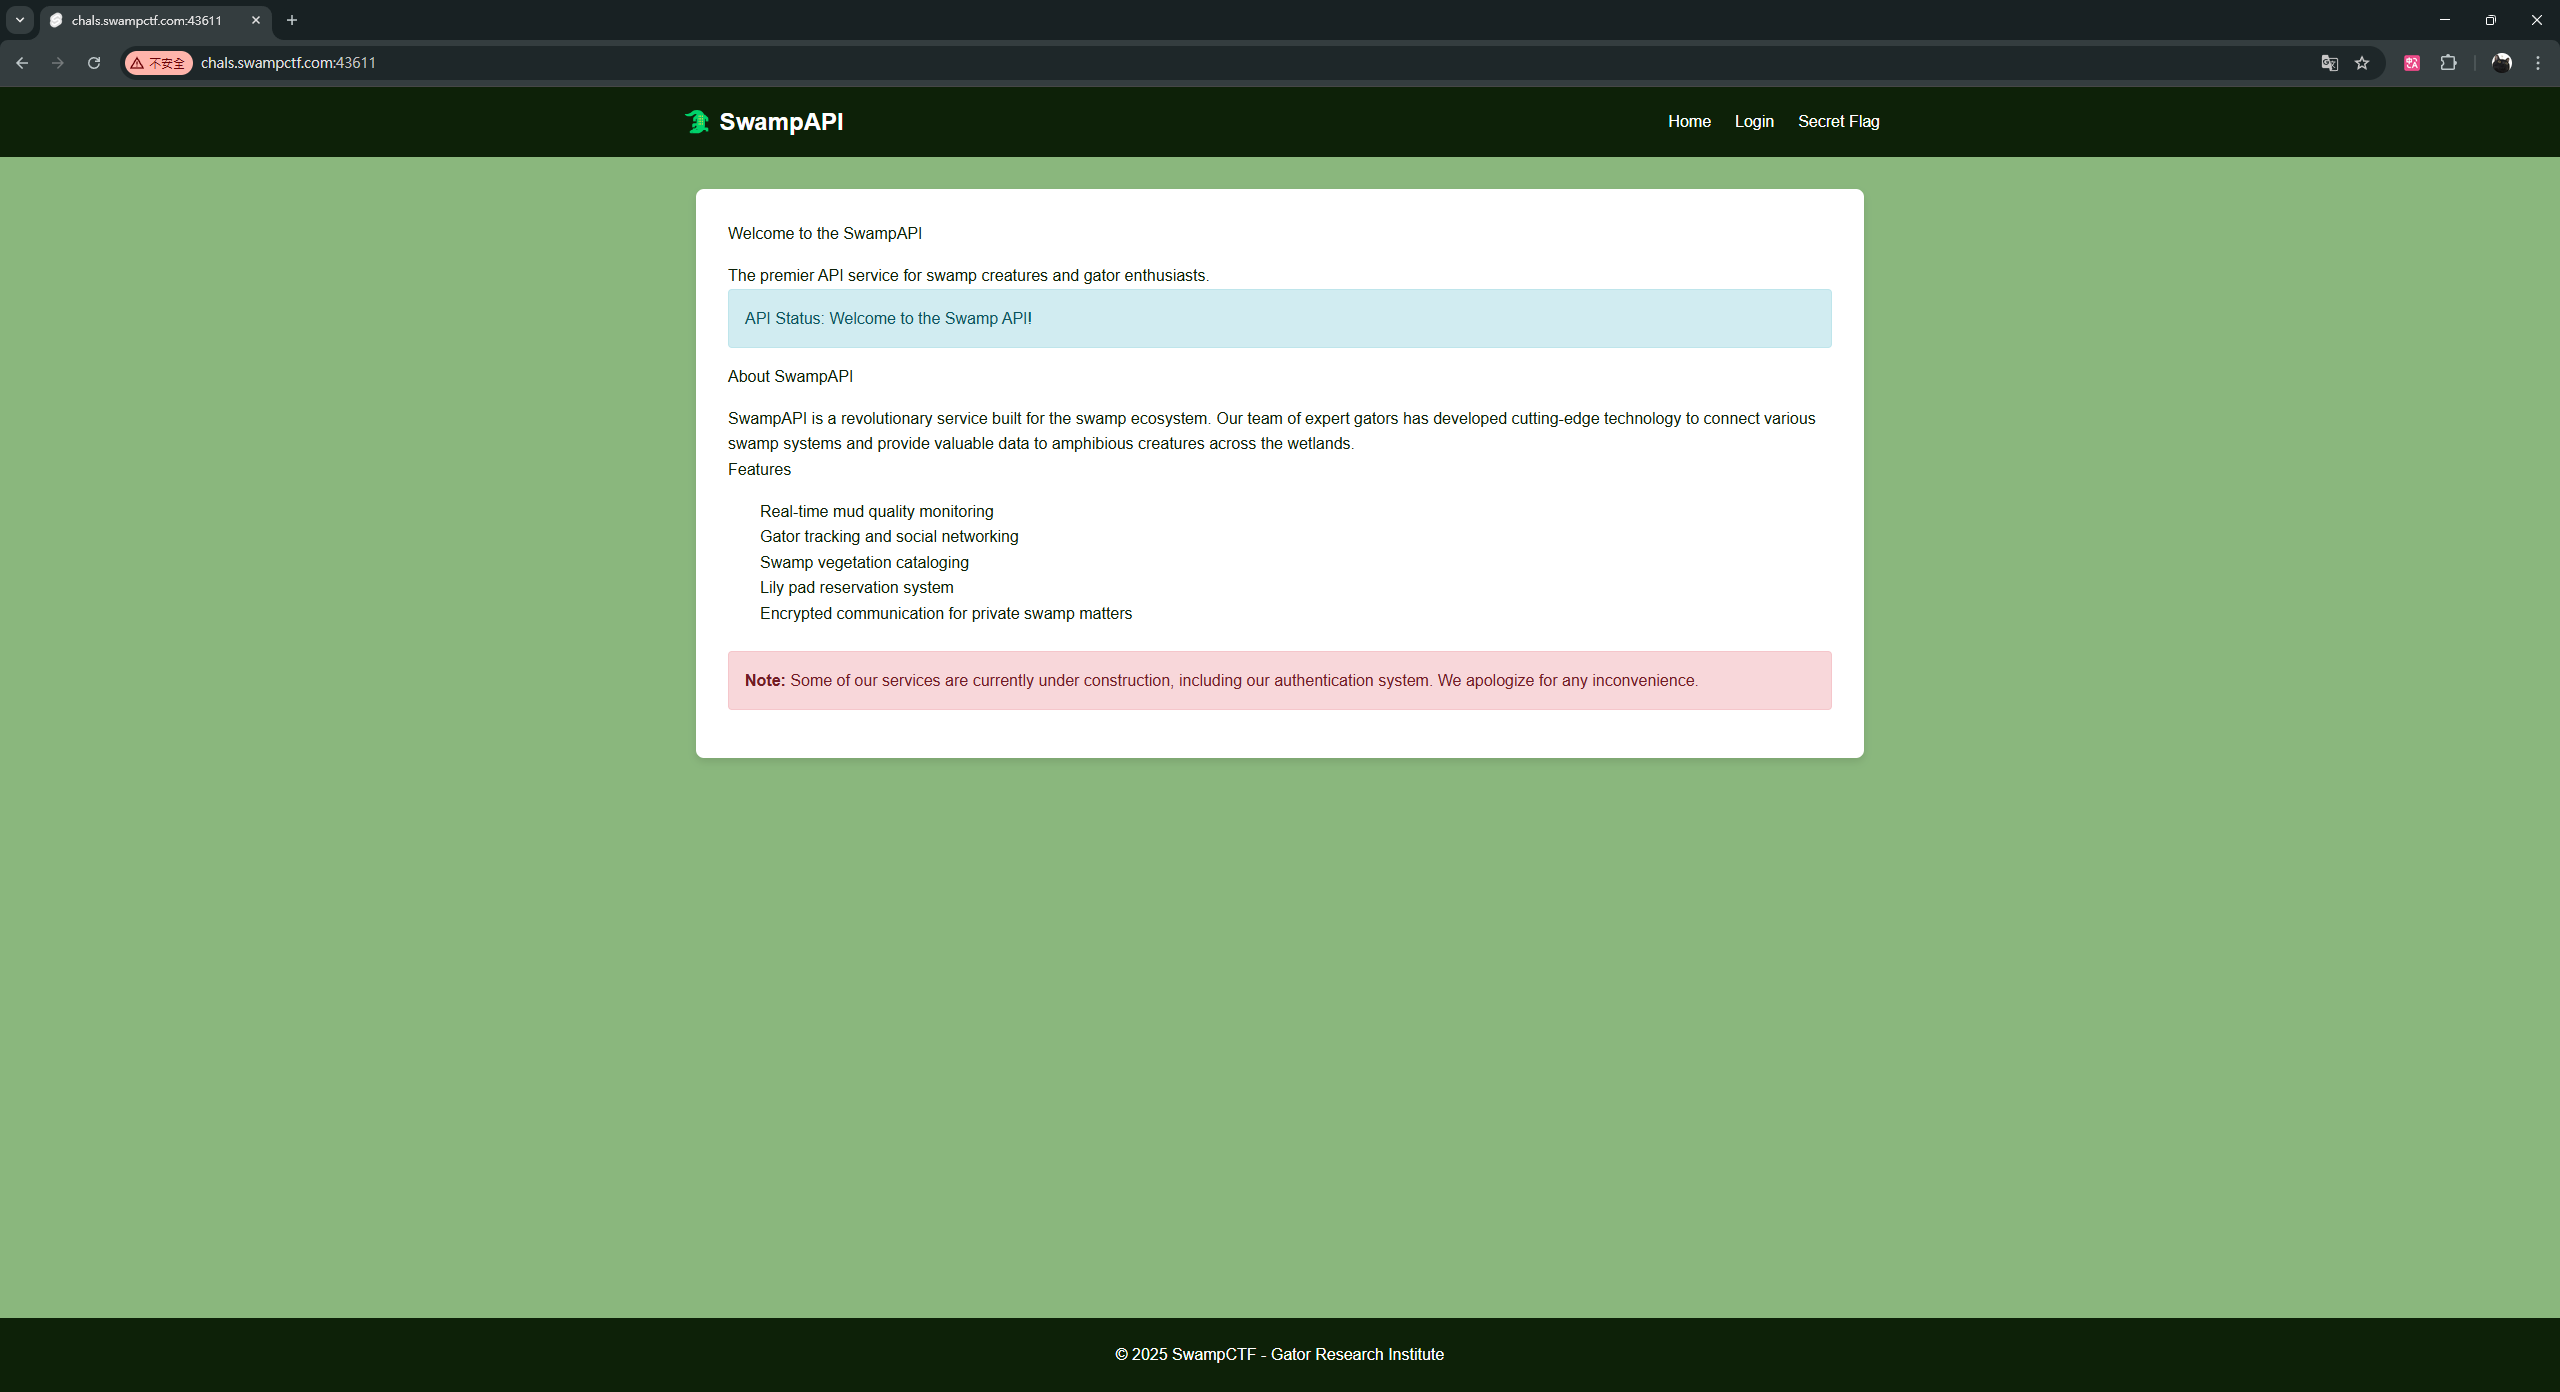 chals.swampctf.com:43611
不安全
chals.swampctf.com:43611
SwampAPI
Home Login Secret Flag
Welcome to the SwampAPI
The premier API service for swamp creatures and gator enthusiasts.
API Status: Welcome to the Swamp API!
About SwampAPI
SwampAPI is a revolutionary service built for the swamp ecosystem. Our team of expert gators has developed cutting-edge technology to connect various
swamp systems and provide valuable data to amphibious creatures across the wetlands.
Features
Real-time mud quality monitoring
Gator tracking and social networking
Swamp vegetation cataloging
Lily pad reservation system
Encrypted communication for private swamp matters
Note: Some of our services are currently under construction, including our authentication system. We apologize for any inconvenience.
© 2025 SwampCTF - Gator Research Institute